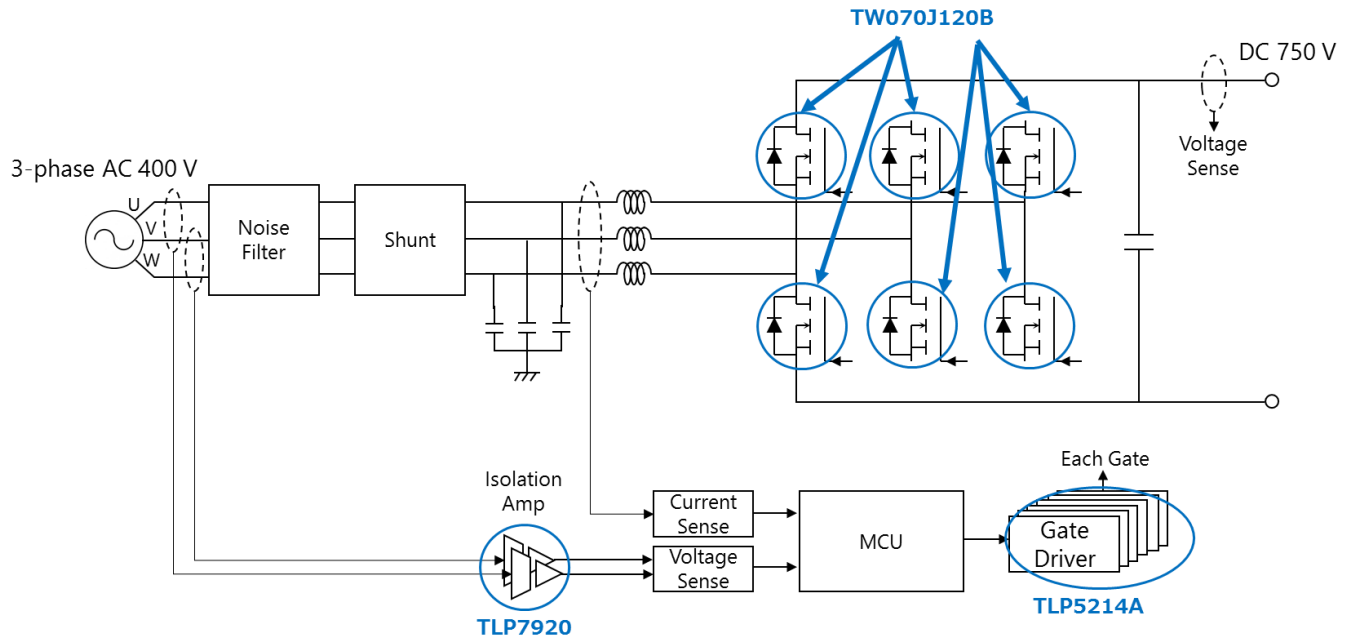 TW070J120B
DC 750 V
Voltage
Sense
3-phase AC 400 V
U
V
W
Noise
Filter
Shunt
Each Gate
Isolation
Amp
Current
Sense
Voltage
Sense
MCU
Gate
Driver
TLP7920
TLP5214A